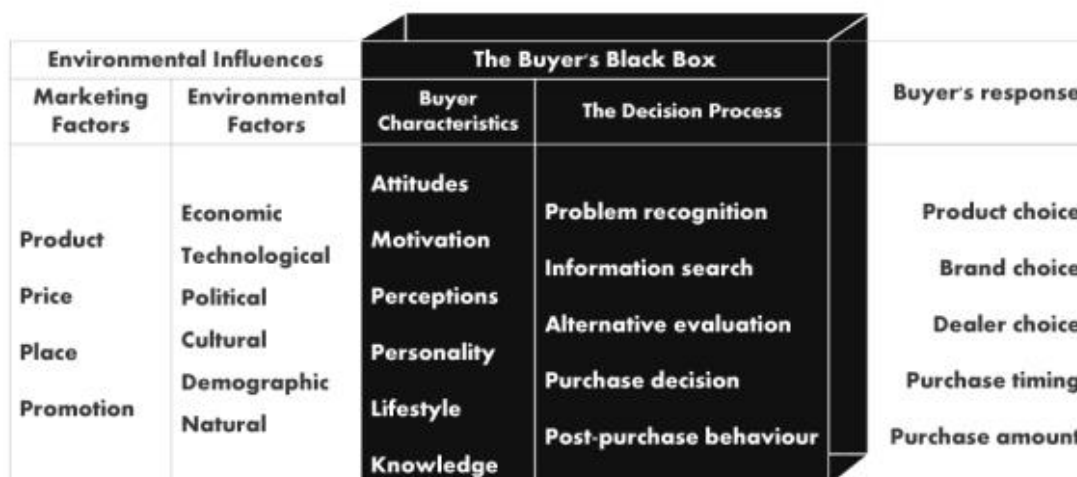 Environmental Influences
The Buyer's Black Box
Marketing
Factors
Environmental
Factors
Buyer
Characteristics
The Decision Process
Buyer's response
Product
Price
Place
Promotion
Economic
Technological
Political
Cultural
Demographic
Natural
Attitudes
Motivation
Perceptions
Personality
Lifestyle
Knowledge
Problem recognition
Information search
Alternative evaluation
Purchase decision
Post-purchase behaviour
Product choice
Brand choice
Dealer choice
Purchase timing
Purchase amount